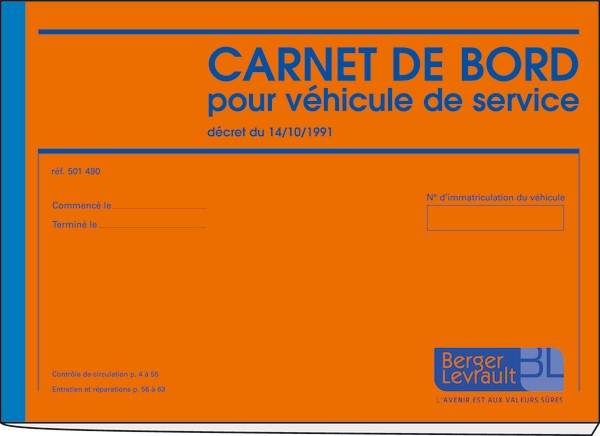 CARNET DE BORD
pour véhicule de service
décret du 14/10/1991
réf. 501 490
Commencé le
N° d'immatriculation du véhicule
Terminé le
Contrôle de circulation p. 4 à 55
Entretien et réparations p. 56 à 63
Berger BL
Levrault
L'AVENIR EST AUX VALEURS SÛRES